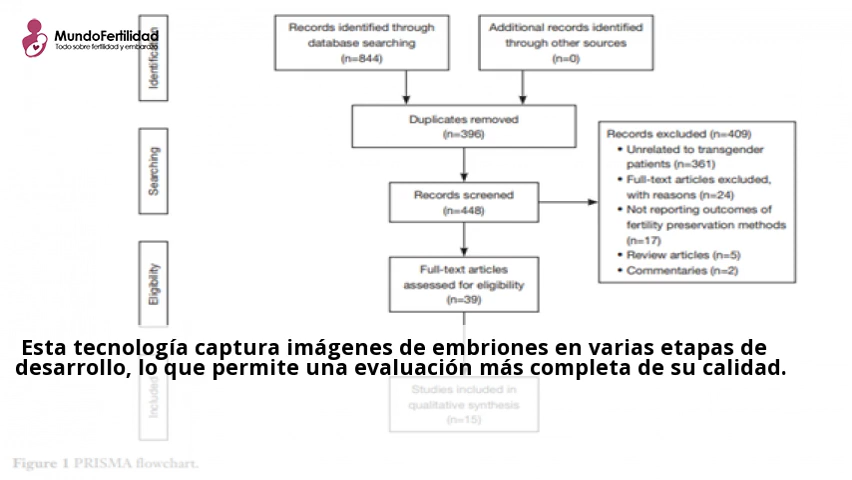 MundoFertilidad
Todo sobre fertilidad y embarazo
Identification
Records identified through
database searching
(n=844)
Additional records identified
through other sources
(n=0)
Duplicates removed
(n=396)
Searching
Records screened
(n=448)
Records excluded (n=409)
• Unrelated to transgender
patients (n=361)
• Full-text articles excluded,
with reasons (n=24)
• Not reporting outcomes of
fertility preservation methods
(n=17)
• Review articles (n=5)
• Commentaries (n=2)
Eligibility
Full-text articles
assessed for eligibility
(n=39)
Esta tecnología captura imágenes de embriones en varias etapas de
desarrollo, lo que permite una evaluación más completa de su calidad.
Included
Studies included in
qualitative synthesis
(n=15)
Figure 1 PRISMA flowchart.